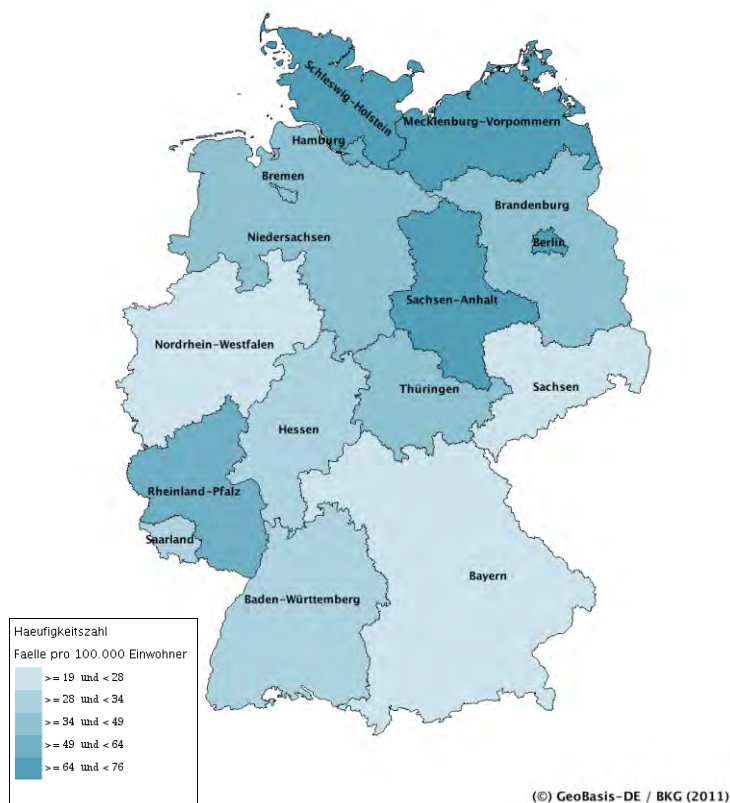 Schleswig-Holstein
Mecklenburg-Vorpommern
Hamburg
Bremen
Brandenburg
Niedersachsen
Berlin
Sachsen-Anhalt
Nordrhein-Westfalen
Thüringen
Sachsen
Hessen
Rheinland-Pfalz
Saarland
Bayern
Baden-Württemberg
Haeufigkeitszahl
Faelle pro 100.000 Einwohner
>= 19 und < 28
>= 28 und < 34
>= 34 und < 49
>= 49 und < 64
>= 64 und < 76
(©) GeoBasis-DE / BKG (2011)